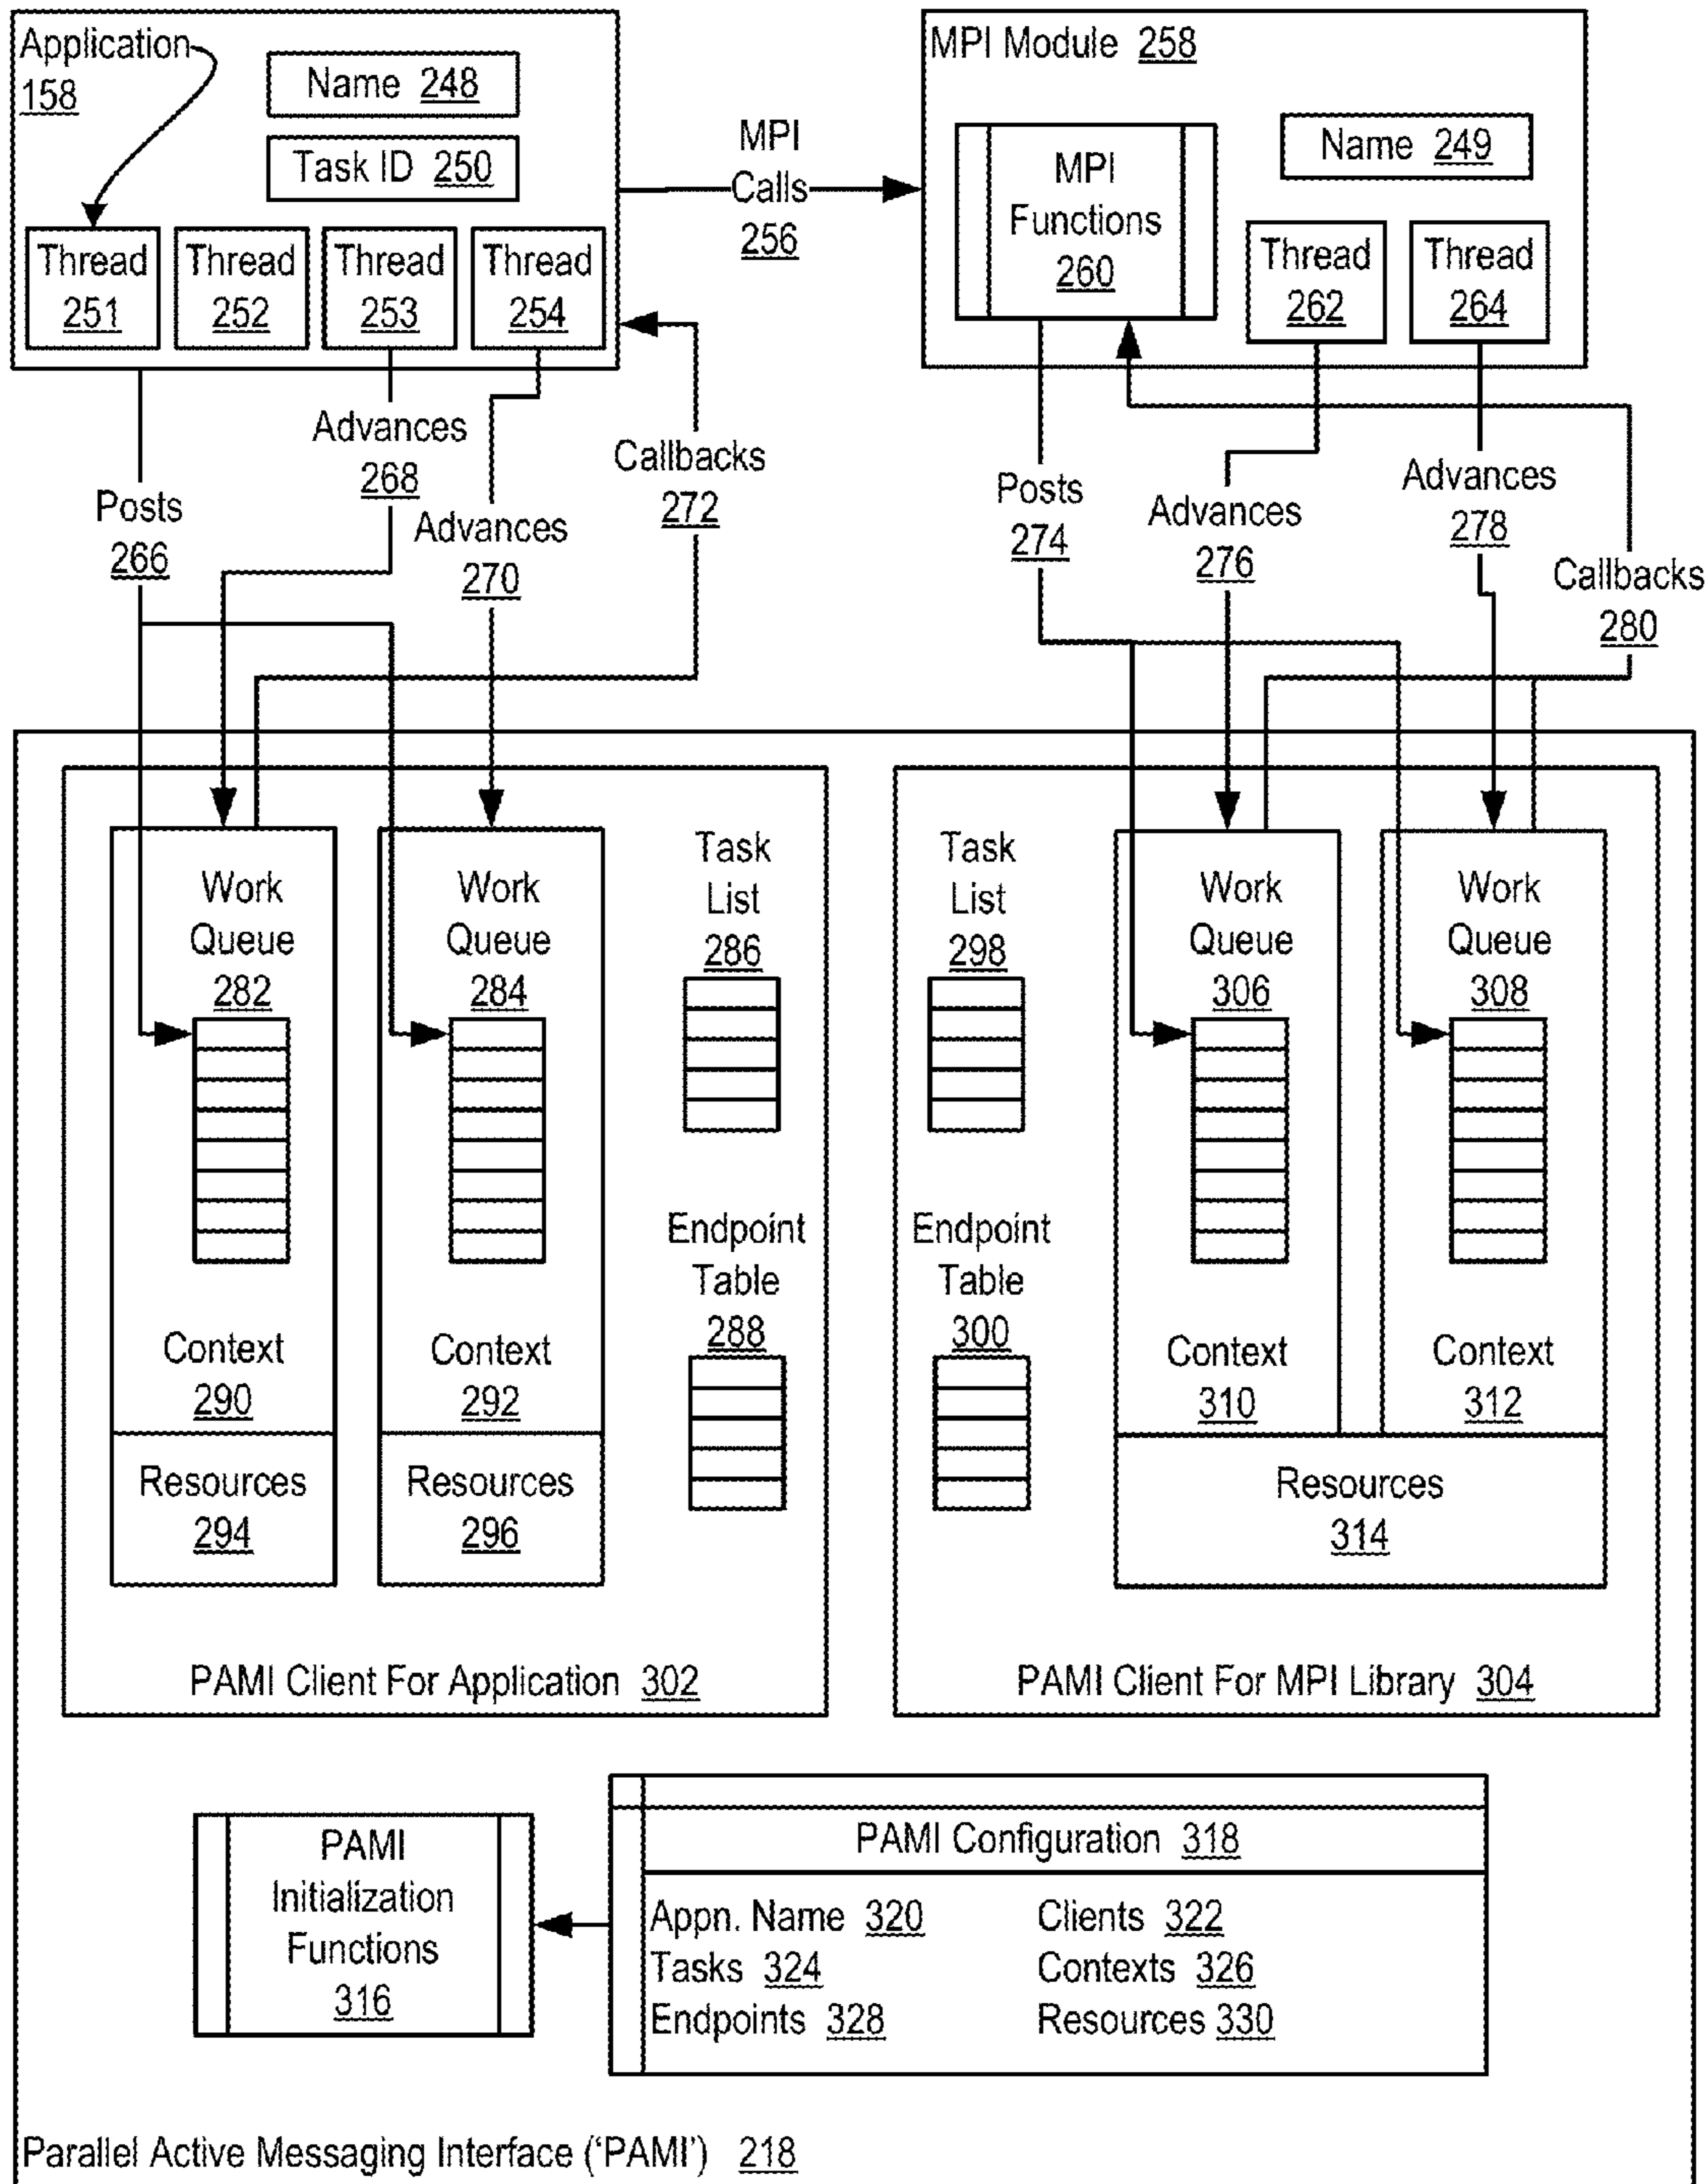 Application
158
Name 248
Task ID 250
Thread
251
Thread
252
Thread
253
Thread
254
MPI
Calls
256
MPI Module 258
MPI
Functions
260
Name 249
Thread
262
Thread
264
Posts
266
Advances
268
Advances
270
Callbacks
272
Posts
274
Advances
276
Advances
278
Callbacks
280
Work
Queue
282
Context
290
Resources
294
Work
Queue
284
Context
292
Resources
296
Task
List
286
Endpoint
Table
288
PAMI Client For Application 302
Task
List
298
Endpoint
Table
300
Work
Queue
306
Context
310
Work
Queue
308
Context
312
Resources
314
PAMI Client For MPI Library 304
PAMI
Initialization
Functions
316
PAMI Configuration 318
Appn. Name 320 Clients 322
Tasks 324 Contexts 326
Endpoints 328 Resources 330
Parallel Active Messaging Interface (‘PAMI’) 218